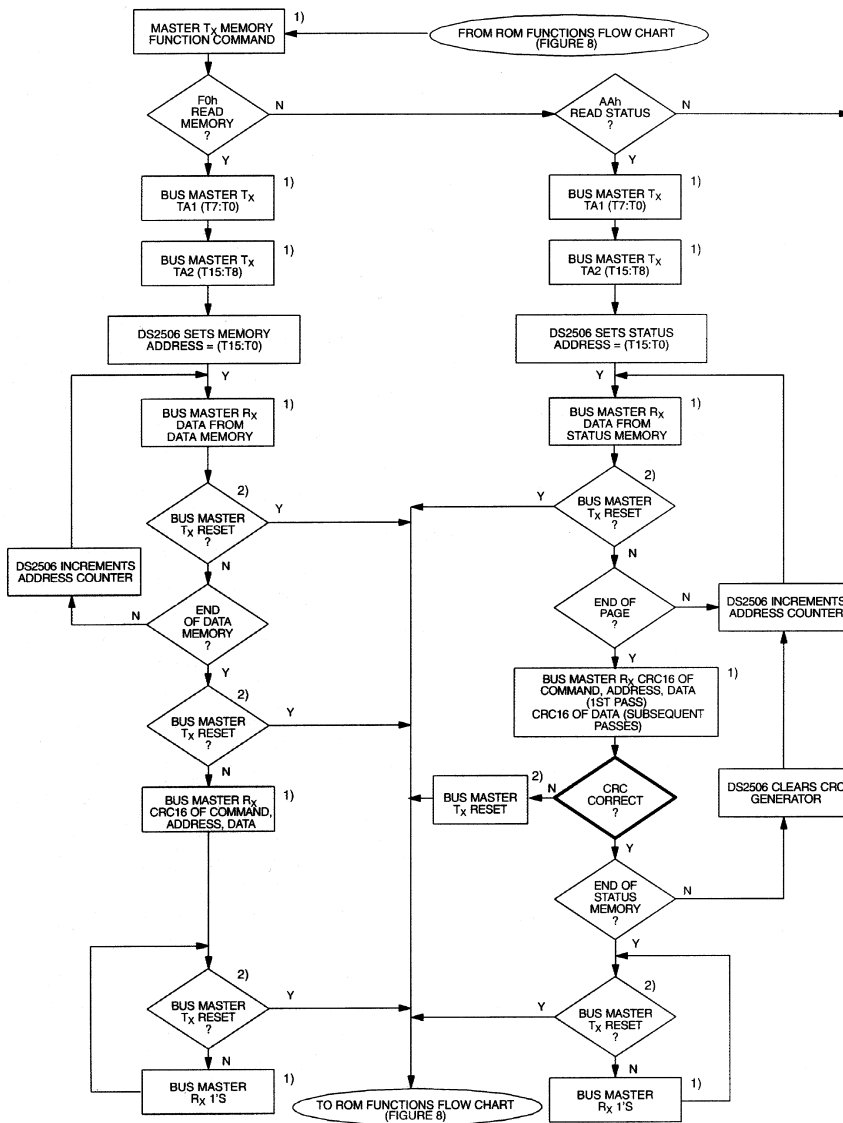 MASTER TX MEMORY
FUNCTION COMMAND
1)
FROM ROM FUNCTIONS FLOW CHART
(FIGURE 8)
F0h
READ
MEMORY
?
N
Y
AAh
READ STATUS
?
N
Y
BUS MASTER TX
TA1 (T7:T0)
1)
BUS MASTER TX
TA1 (T7:T0)
1)
BUS MASTER TX
TA2 (T15:T8)
1)
BUS MASTER TX
TA2 (T15:T8)
1)
DS2506 SETS MEMORY
ADDRESS = (T15:T0)
DS2506 SETS STATUS
ADDRESS = (T15:T0)
Y
Y
BUS MASTER RX
DATA FROM
DATA MEMORY
1)
BUS MASTER RX
DATA FROM
STATUS MEMORY
1)
BUS MASTER
TX RESET
?
2)
Y
N
BUS MASTER
TX RESET
?
2)
Y
N
DS2506 INCREMENTS
ADDRESS COUNTER
END
OF DATA
MEMORY
?
N
Y
END OF
PAGE
?
N
Y
DS2506 INCREMENTS
ADDRESS COUNTER
BUS MASTER
TX RESET
?
2)
Y
N
BUS MASTER RX CRC16 OF
COMMAND, ADDRESS, DATA
(1ST PASS)
CRC16 OF DATA (SUBSEQUENT
PASSES)
1)
BUS MASTER RX
CRC16 OF COMMAND,
ADDRESS, DATA
1)
BUS MASTER
TX RESET
2)
N
CRC
CORRECT
?
Y
DS2506 CLEARS CRC
GENERATOR
END OF
STATUS
MEMORY
?
N
Y
BUS MASTER
TX RESET
?
2)
Y
N
BUS MASTER
TX RESET
?
2)
Y
N
BUS MASTER
RX 1'S
1)
TO ROM FUNCTIONS FLOW CHART
(FIGURE 8)
BUS MASTER
RX 1'S
1)